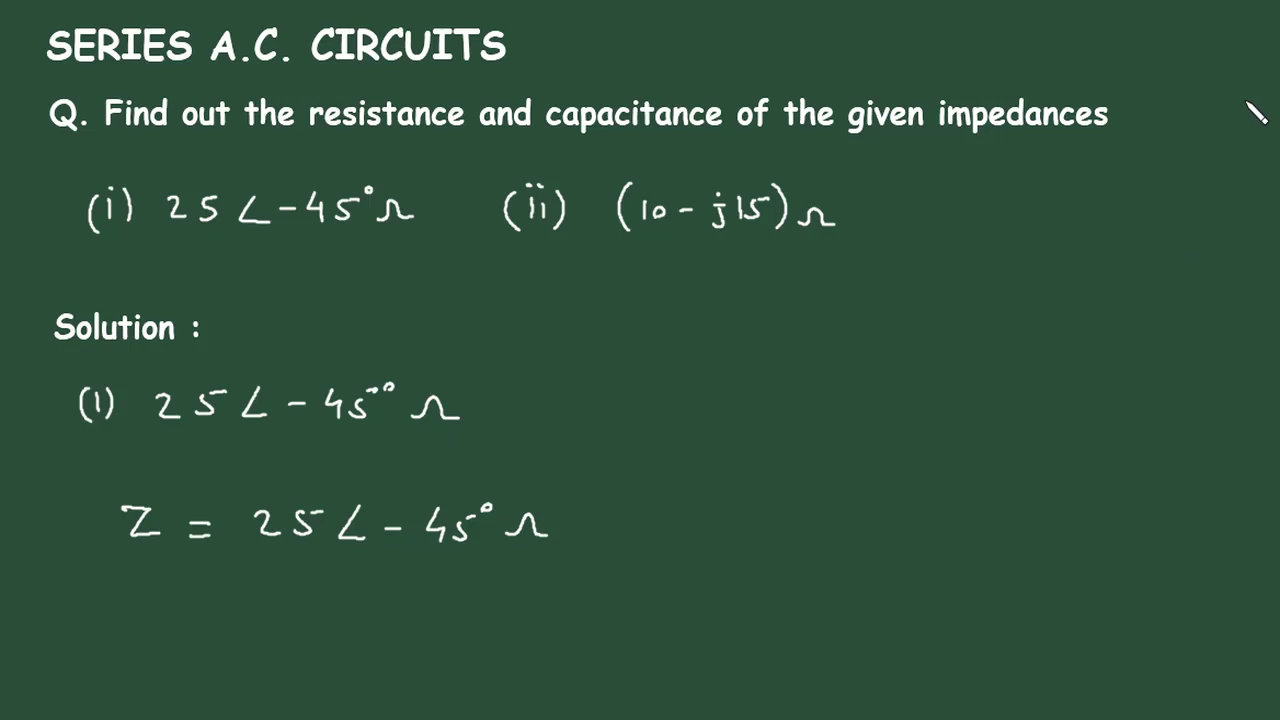 SERIES A.C. CIRCUITS
Q. Find out the resistance and capacitance of the given impedances
(i) 25∠-45°Ω (ii) (10-j15)Ω
Solution :
(1) 25∠-45°Ω
Z = 25∠-45°Ω